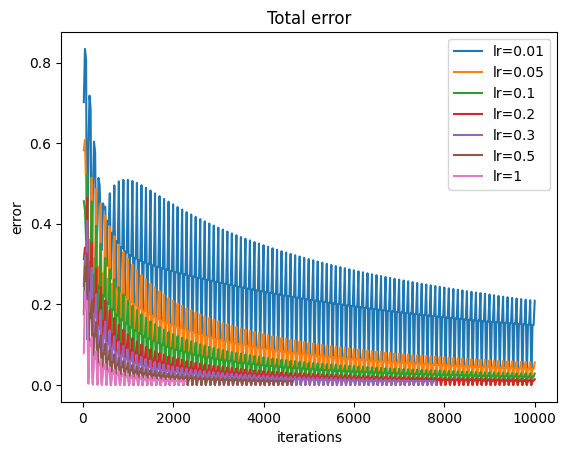 Total error
error
0.8
0.6
0.4
0.2
0.0
lr=0.01
lr=0.05
lr=0.1
lr=0.2
lr=0.3
lr=0.5
lr=1
0
2000
4000
6000
8000
10000
iterations